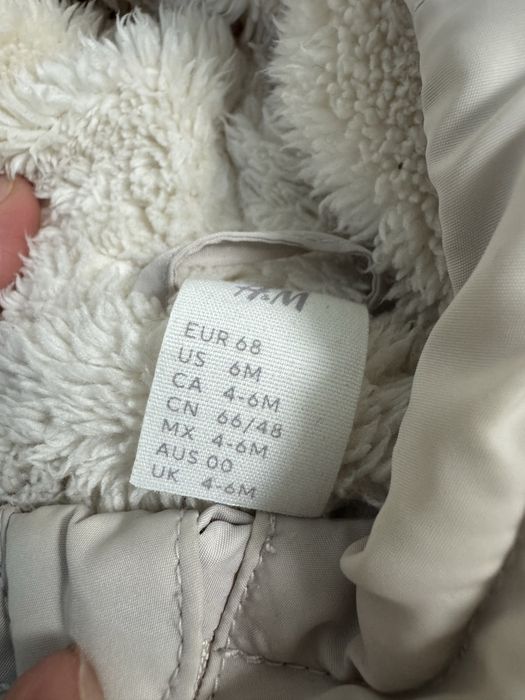 H&M
EUR 68
US 6M
CA 4-6M
CN 66/48
MX 4-6M
AUS 00
UK 4-6M